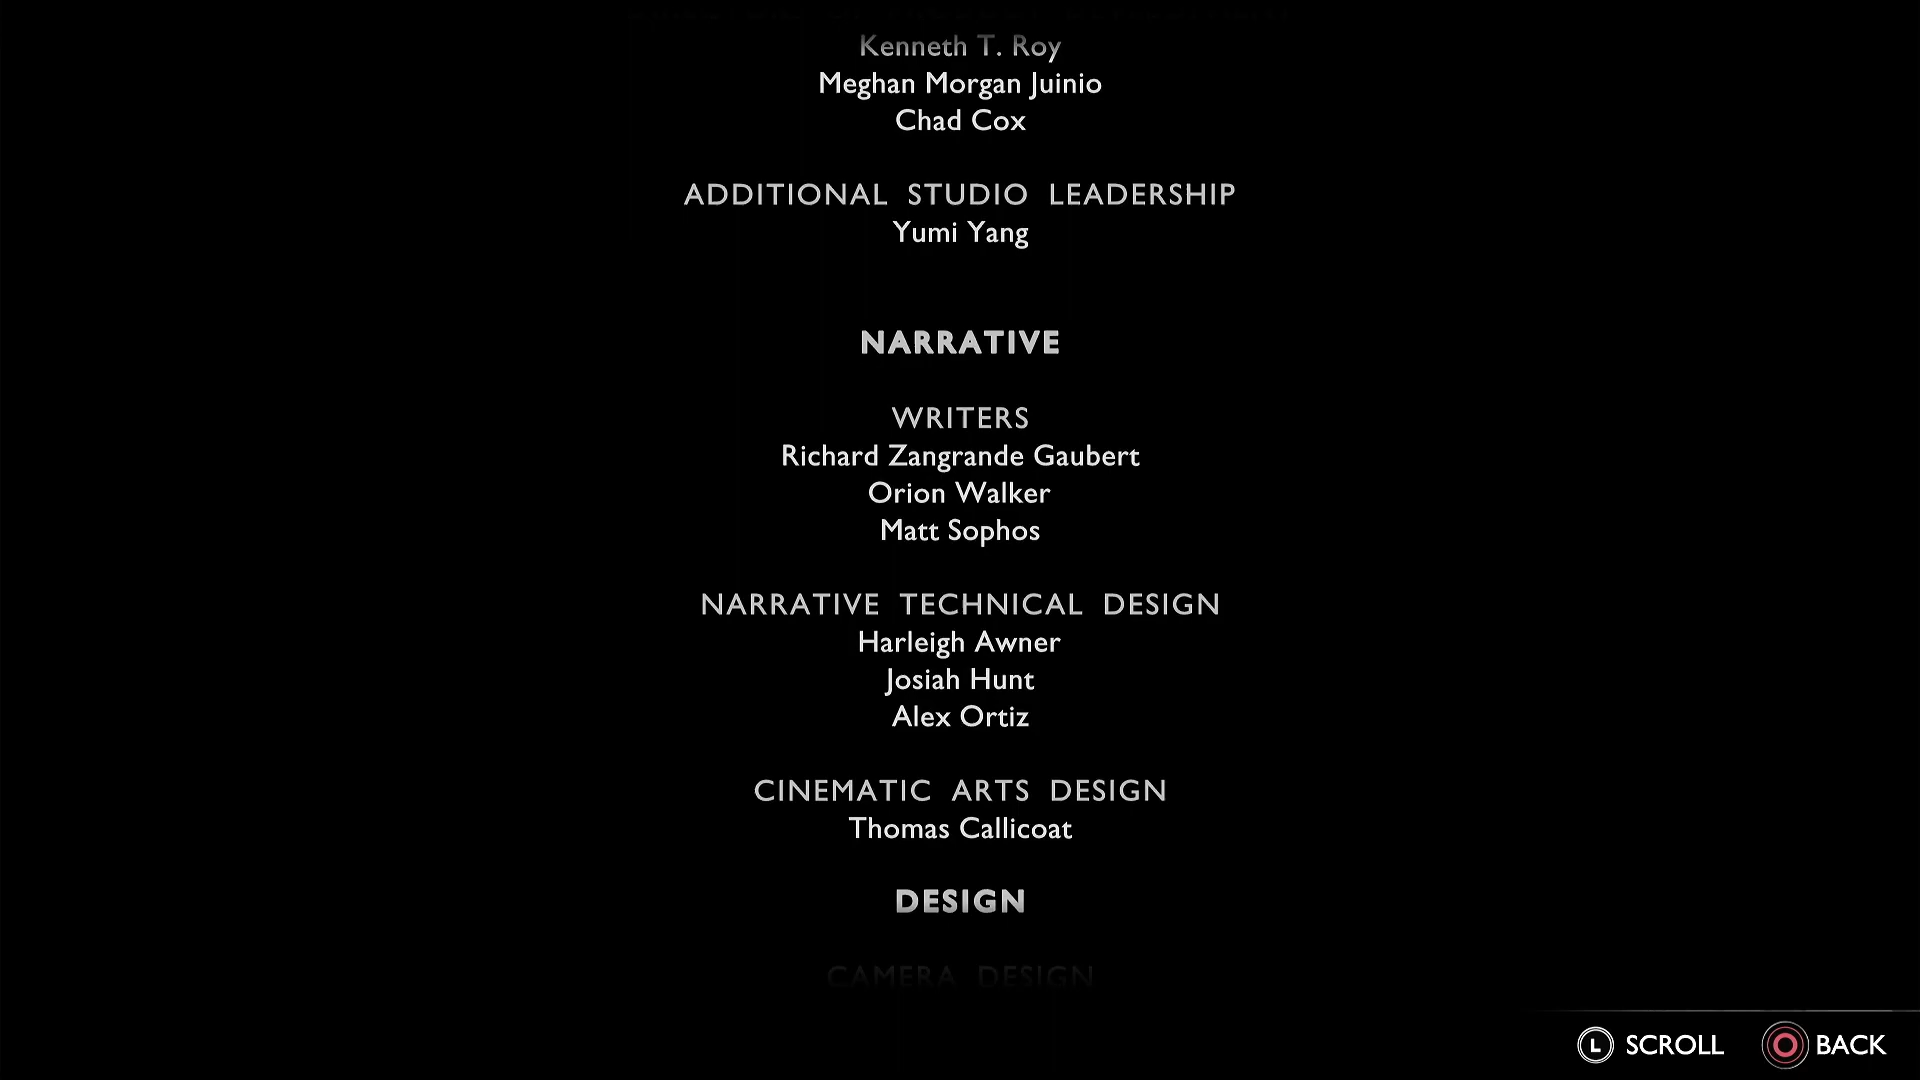 Kenneth T. Roy
Meghan Morgan Juinio
Chad Cox
ADDITIONAL STUDIO LEADERSHIP
Yumi Yang
NARRATIVE
WRITERS
Richard Zangrande Gaubert
Orion Walker
Matt Sophos
NARRATIVE TECHNICAL DESIGN
Harleigh Awner
Josiah Hunt
Alex Ortiz
CINEMATIC ARTS DESIGN
Thomas Callicoat
DESIGN
CAMERA DESIGN
L SCROLL BACK